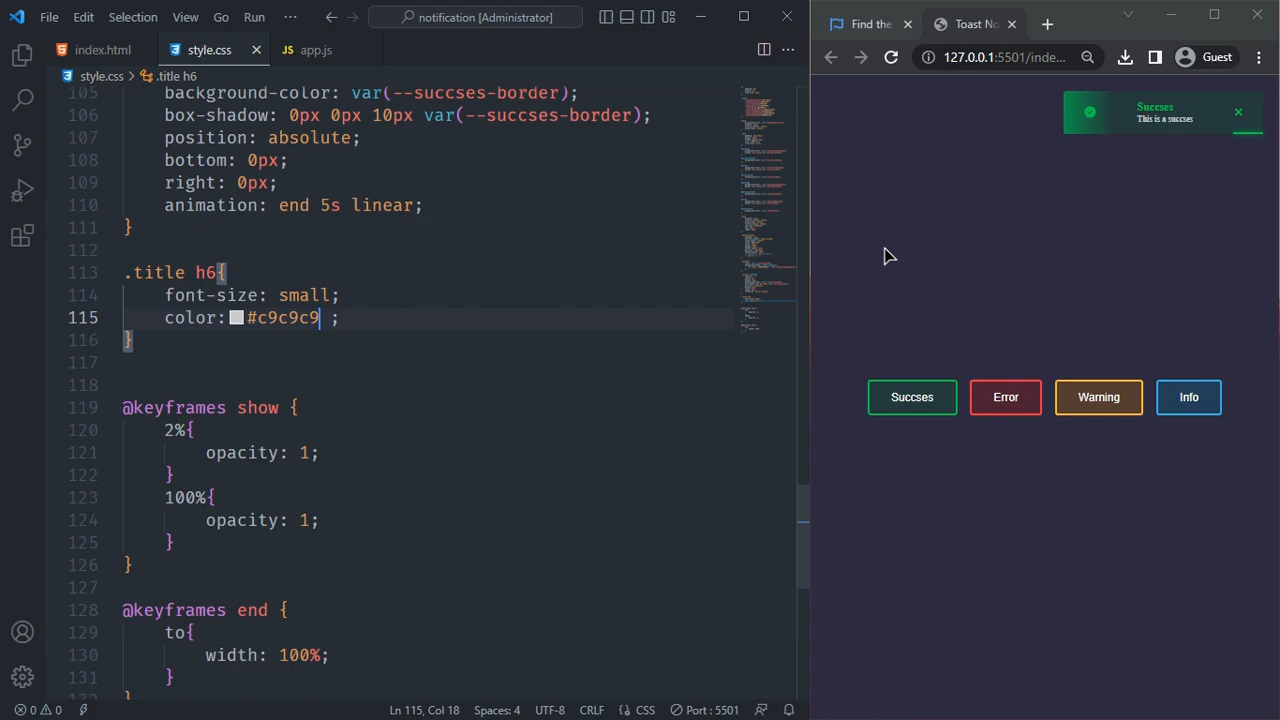 File Edit Selection View Go Run ··· notification [Administrator]
index.html style.css app.js
style.css > .title h6
105 background-color: var(--succses-border);
106 box-shadow: 0px 0px 10px var(--succses-border);
107 position: absolute;
108 bottom: 0px;
109 right: 0px;
110 animation: end 5s linear;
111 }
112
113 .title h6{
114 font-size: small;
115 color: #c9c9c9 ;
116 }
117
118
119 @keyframes show {
120 2%{
121 opacity: 1;
122 }
123 100%{
124 opacity: 1;
125 }
126 }
127
128 @keyframes end {
129 to{
130 width: 100%;
131 }
132 }
0 0 Ln 115, Col 18 Spaces: 4 UTF-8 CRLF {} CSS Port : 5501
Find the Toast No
127.0.0.1:5501/inde... Guest
Succses
This is a succses
Succses Error Warning Info